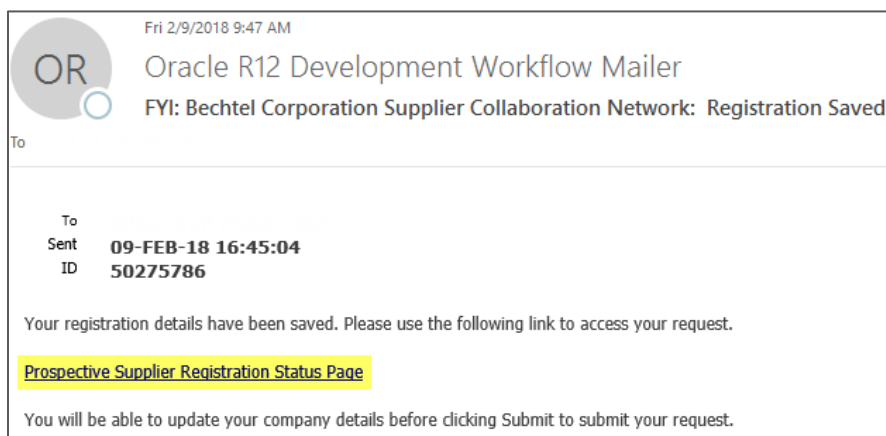 Fri 2/9/2018 9:47 AM
OR
Oracle R12 Development Workflow Mailer
FYI: Bechtel Corporation Supplier Collaboration Network: Registration Saved
To
To
Sent 09-FEB-18 16:45:04
ID 50275786
Your registration details have been saved. Please use the following link to access your request.
Prospective Supplier Registration Status Page
You will be able to update your company details before clicking Submit to submit your request.